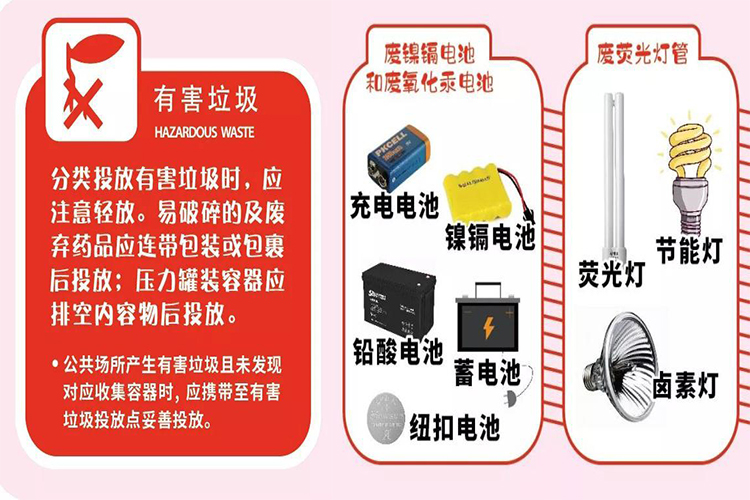 有害垃圾
HAZARDOUS WASTE
分类投放有害垃圾时，应
注意轻放。易破碎的及废
弃药品应连带包装或包裹
后投放；压力罐装容器应
排空内容物后投放。
• 公共场所产生有害垃圾且未发现
对应收集容器时，应携带至有害
垃圾投放点妥善投放。
废镍镉电池
和废氧化汞电池
PKCELL
充电电池
镍镉电池
铅酸电池
蓄电池
纽扣电池
废荧光灯管
荧光灯
节能灯
卤素灯